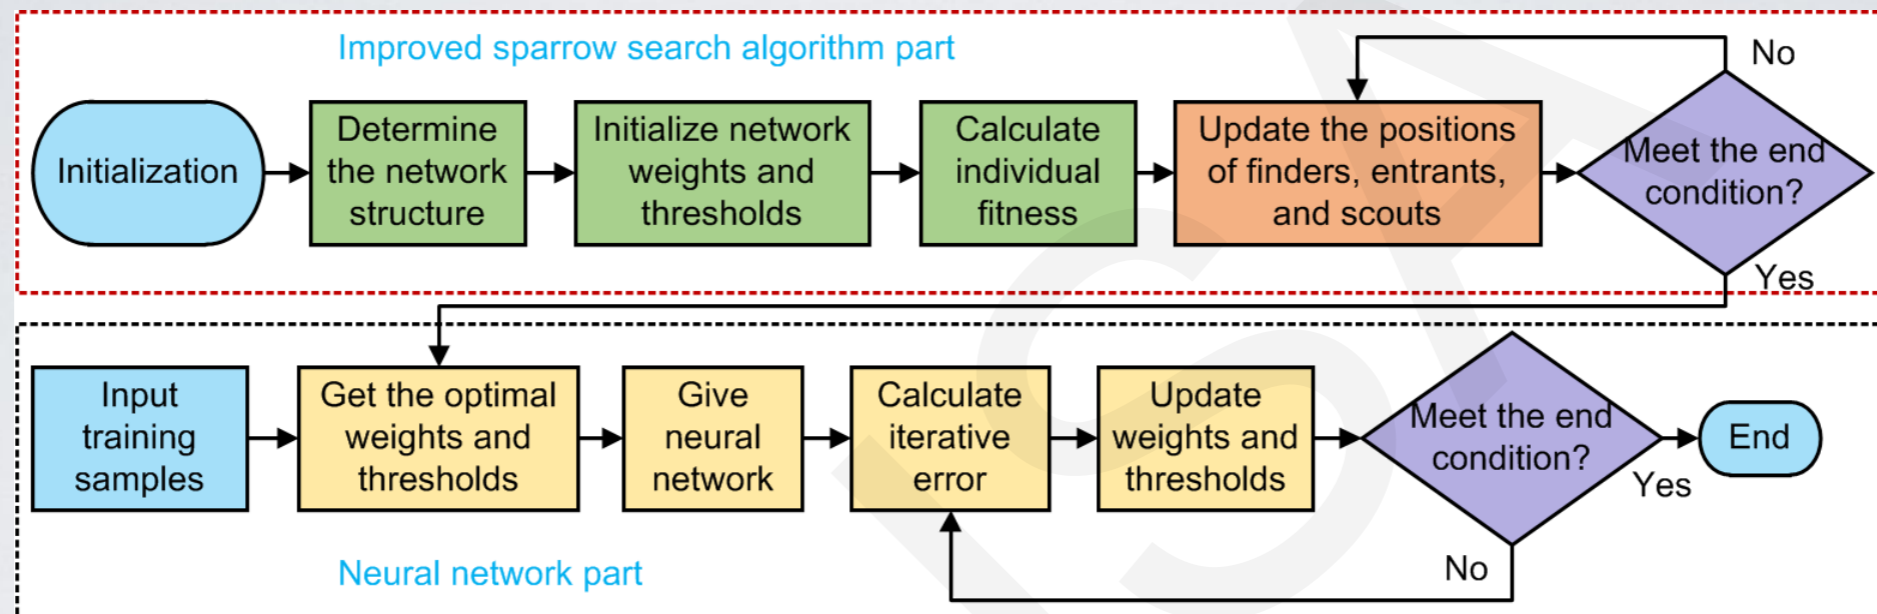 Improved sparrow search algorithm part
No
Initialization
Determine
the network
structure
Initialize network
weights and
thresholds
Calculate
individual
fitness
Update the positions
of finders, entrants,
and scouts
Meet the end
condition?
Yes
Input
training
samples
Get the optimal
weights and
thresholds
Give
neural
network
Calculate
iterative
error
Update
weights and
thresholds
Meet the end
condition?
Yes
End
No
Neural network part